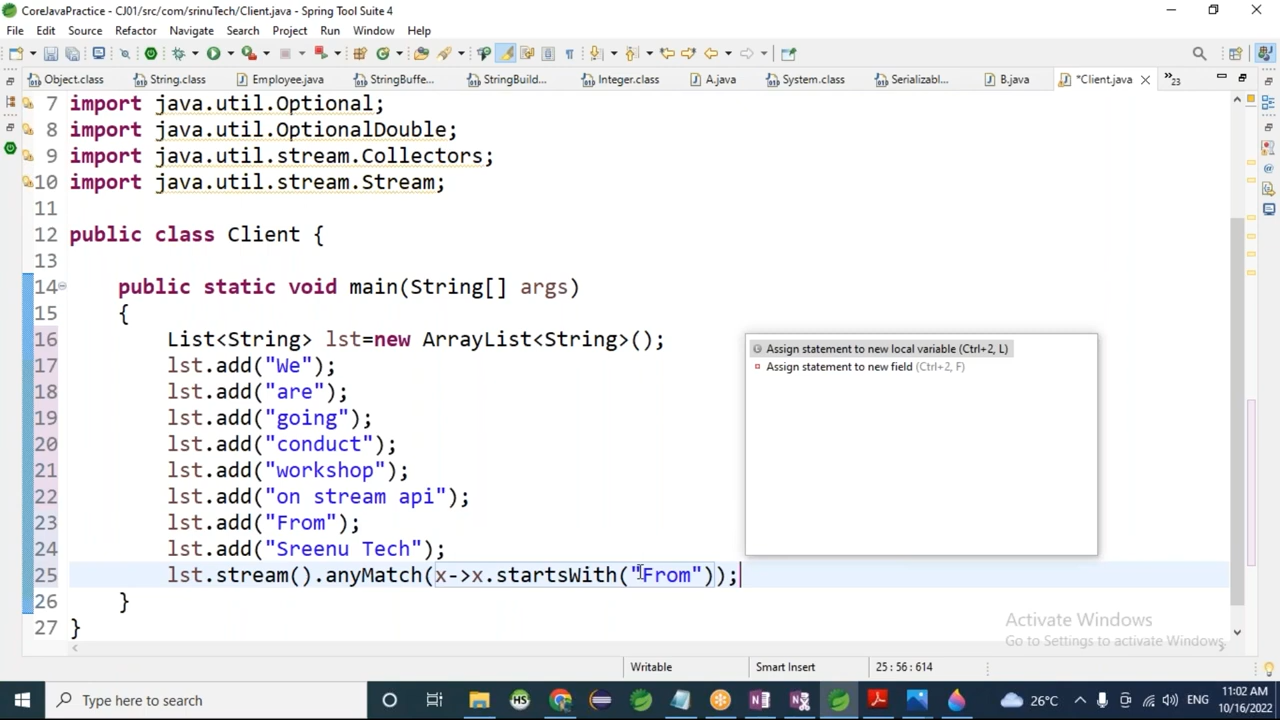 CoreJavaPractice - CJ01/src/com/srinuTech/Client.java - Spring Tool Suite 4
File Edit Source Refactor Navigate Search Project Run Window Help
Object.class String.class Employee.java StringBuffe... StringBuild... Integer.class A.java System.class Serializabl... B.java *Client.java 23
7 import java.util.Optional;
8 import java.util.OptionalDouble;
9 import java.util.stream.Collectors;
10 import java.util.stream.Stream;
11
12 public class Client {
13
14 public static void main(String[] args)
15 {
16 List<String> lst=new ArrayList<String>();
17 lst.add("We");
18 lst.add("are");
19 lst.add("going");
20 lst.add("conduct");
21 lst.add("workshop");
22 lst.add("on stream api");
23 lst.add("From");
24 lst.add("Sreenu Tech");
25 lst.stream().anyMatch(x->x.startsWith("From"));
26 }
27 }
Assign statement to new local variable (Ctrl+2, L)
Assign statement to new field (Ctrl+2, F)
Activate Windows
Go to Settings to activate Windows.
Writable Smart Insert 25 : 56 : 614
Type here to search HS 26°C ENG 11:02 AM
10/16/2022